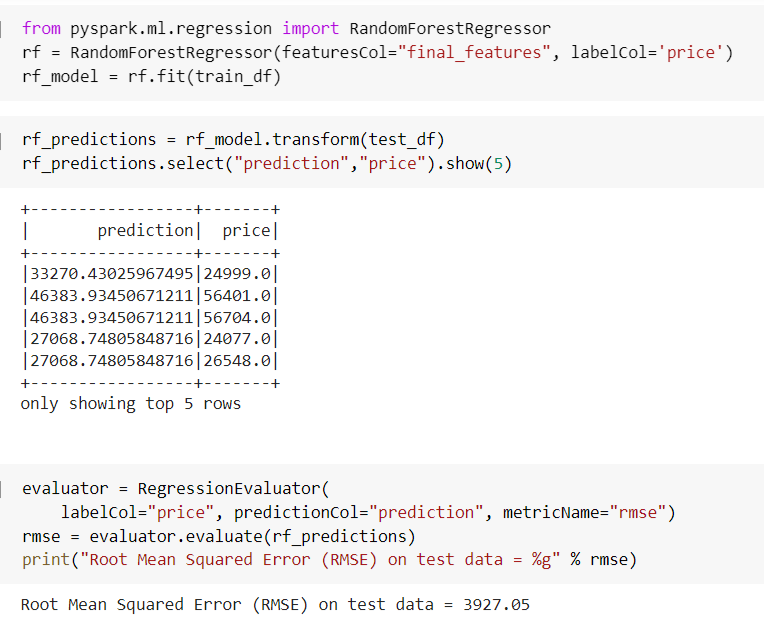 from pyspark.ml.regression import RandomForestRegressor
rf = RandomForestRegressor(featuresCol="final_features", labelCol='price')
rf_model = rf.fit(train_df)
rf_predictions = rf_model.transform(test_df)
rf_predictions.select("prediction","price").show(5)
+-----------------+-------+
|       prediction|  price|
+-----------------+-------+
|33270.43025967495|24999.0|
|46383.93450671211|56401.0|
|46383.93450671211|56704.0|
|27068.74805848716|24077.0|
|27068.74805848716|26548.0|
+-----------------+-------+
only showing top 5 rows
evaluator = RegressionEvaluator(
    labelCol="price", predictionCol="prediction", metricName="rmse")
rmse = evaluator.evaluate(rf_predictions)
print("Root Mean Squared Error (RMSE) on test data = %g" % rmse)
Root Mean Squared Error (RMSE) on test data = 3927.05